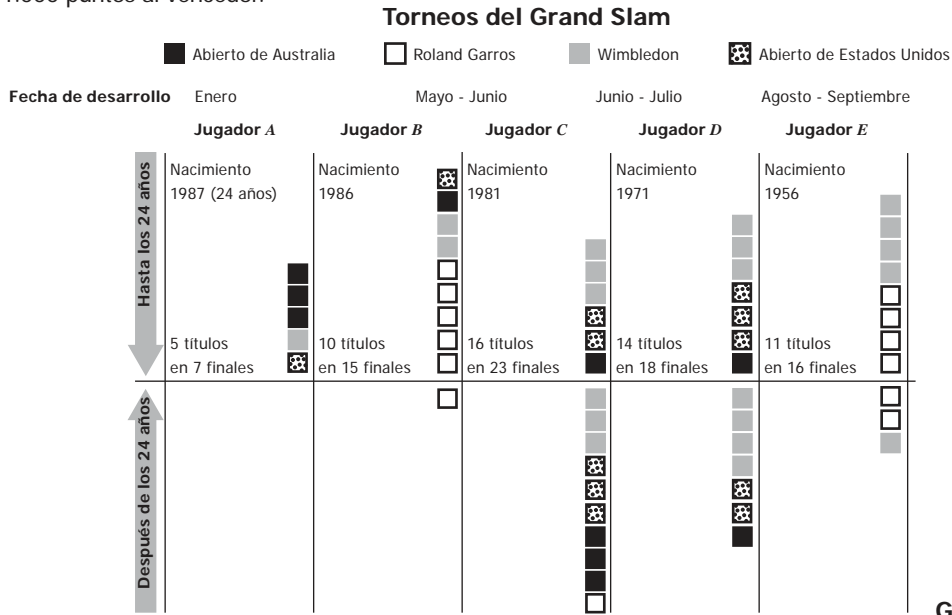 Torneos del Grand Slam
Abierto de Australia Roland Garros Wimbledon Abierto de Estados Unidos
Fecha de desarrollo Enero Mayo - Junio Junio - Julio Agosto - Septiembre
Jugador A Jugador B Jugador C Jugador D Jugador E
Hasta los 24 años
Nacimiento
1987 (24 años)
5 títulos
en 7 finales
Nacimiento
1986
10 títulos
en 15 finales
Nacimiento
1981
16 títulos
en 23 finales
Nacimiento
1971
14 títulos
en 18 finales
Nacimiento
1956
11 títulos
en 16 finales
Después de los 24 años
G